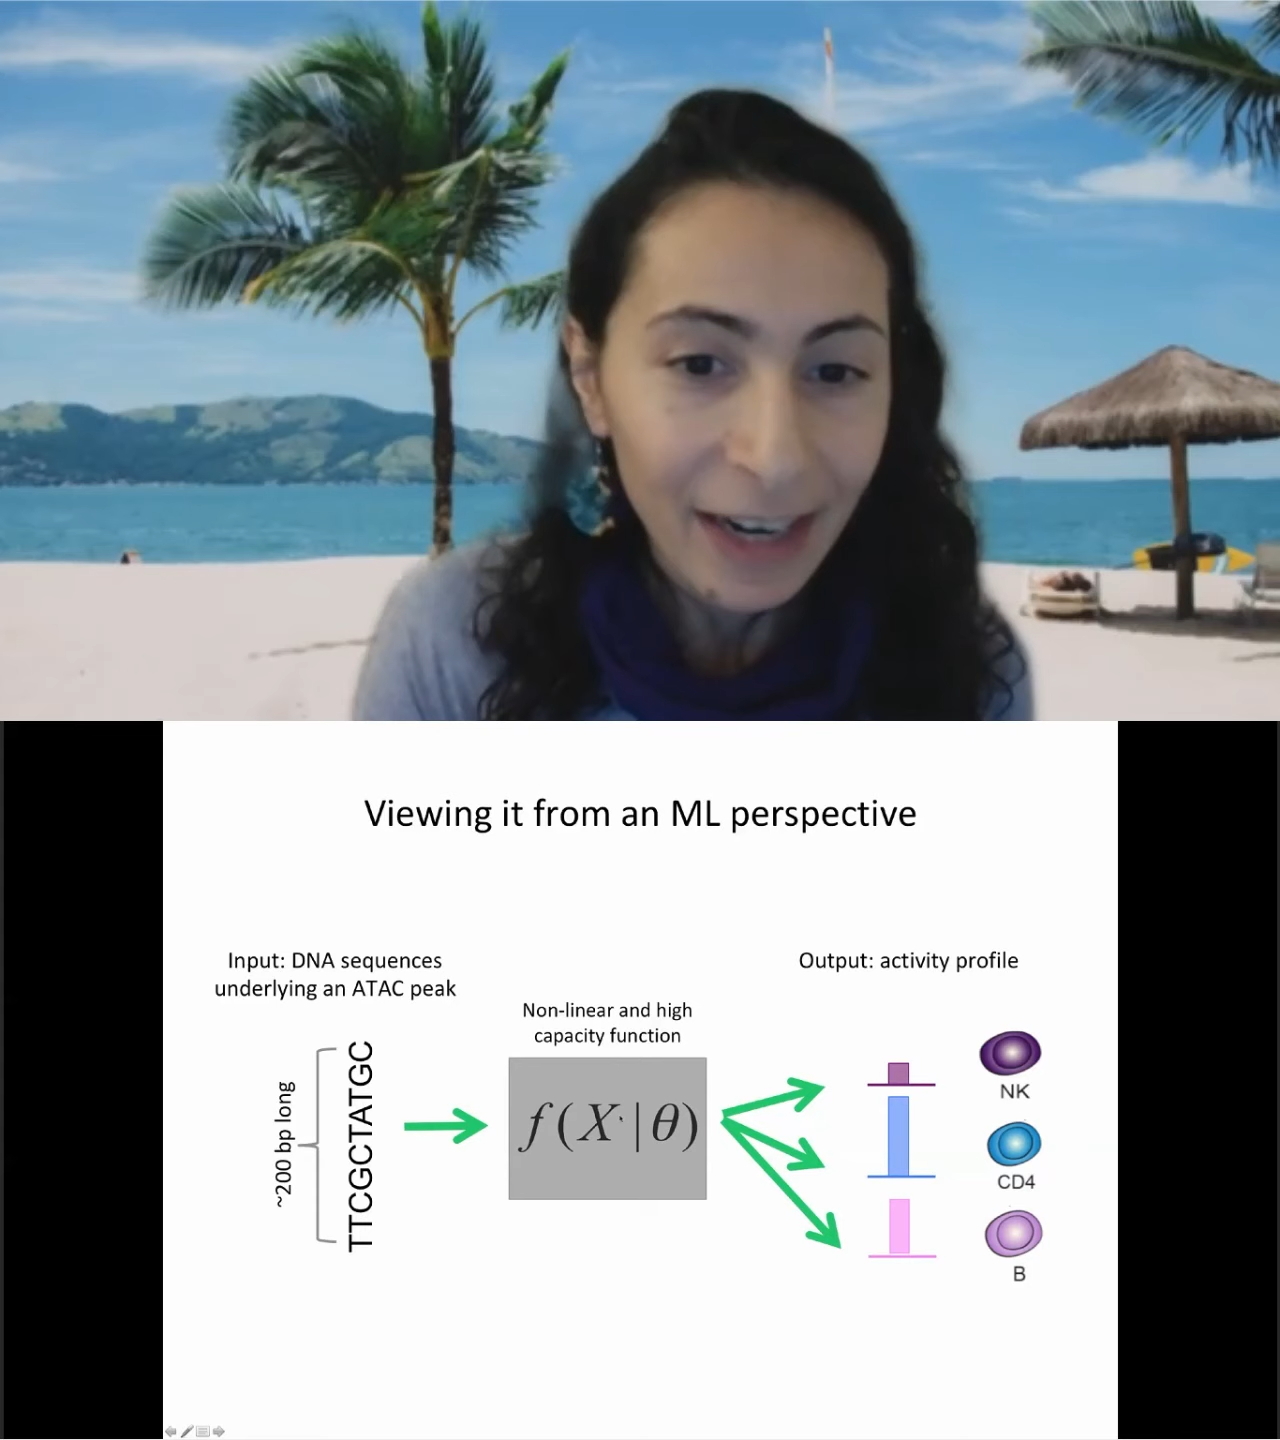 Viewing it from an ML perspective
Input: DNA sequences
underlying an ATAC peak
~200 bp long
TTCGCTATGC
Non-linear and high
capacity function
f(X|θ)
Output: activity profile
NK
CD4
B